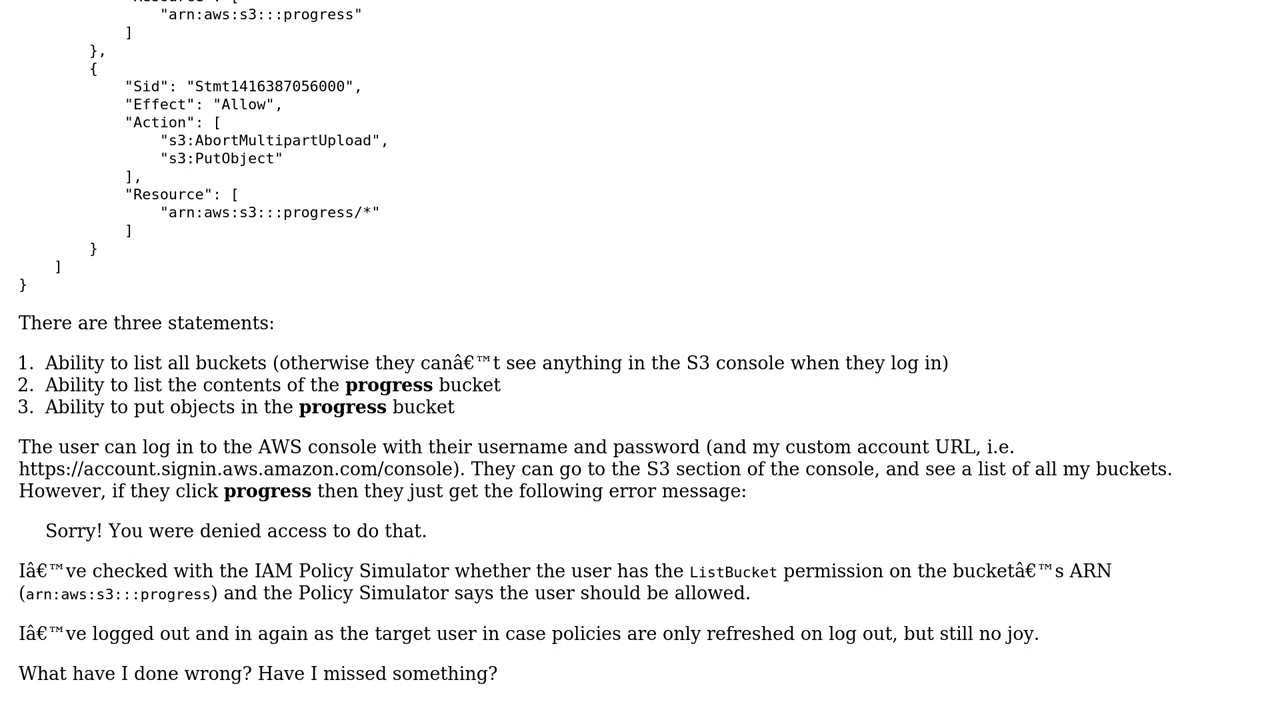 "arn:aws:s3:::progress"
]
},
{
"Sid": "Stmt1416387056000",
"Effect": "Allow",
"Action": [
"s3:AbortMultipartUpload",
"s3:PutObject"
],
"Resource": [
"arn:aws:s3:::progress/*"
]
}
]
}
There are three statements:
1. Ability to list all buckets (otherwise they canâ€™t see anything in the S3 console when they log in)
2. Ability to list the contents of the progress bucket
3. Ability to put objects in the progress bucket
The user can log in to the AWS console with their username and password (and my custom account URL, i.e.
https://account.signin.aws.amazon.com/console). They can go to the S3 section of the console, and see a list of all my buckets.
However, if they click progress then they just get the following error message:
Sorry! You were denied access to do that.
Iâ€™ve checked with the IAM Policy Simulator whether the user has the ListBucket permission on the bucketâ€™s ARN
(arn:aws:s3:::progress) and the Policy Simulator says the user should be allowed.
Iâ€™ve logged out and in again as the target user in case policies are only refreshed on log out, but still no joy.
What have I done wrong? Have I missed something?